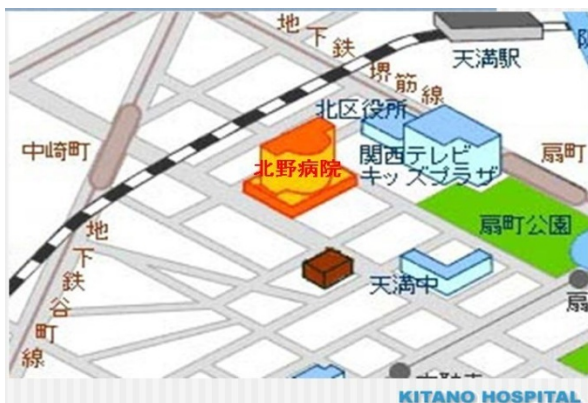 地下鉄堺筋線
天満駅
北区役所
中崎町
北野病院
関西テレビ
キッズプラザ
扇町
扇町公園
地下鉄谷町線
天満中
扇
KITANO HOSPITAL